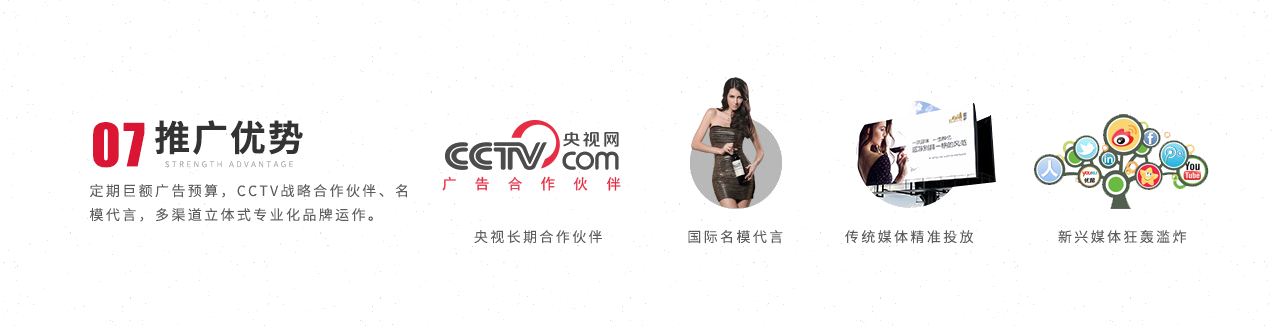 07 推广优势
STRENGTH ADVANTAGE
定期巨额广告预算，CCTV战略合作伙伴、名
模代言，多渠道立体式专业化品牌运作。
CCTV.com 央视网
广告合作伙伴
央视长期合作伙伴
国际名模代言
传统媒体精准投放
in
f
YOUKU
优酷
You
Tube
新兴媒体狂轰滥炸